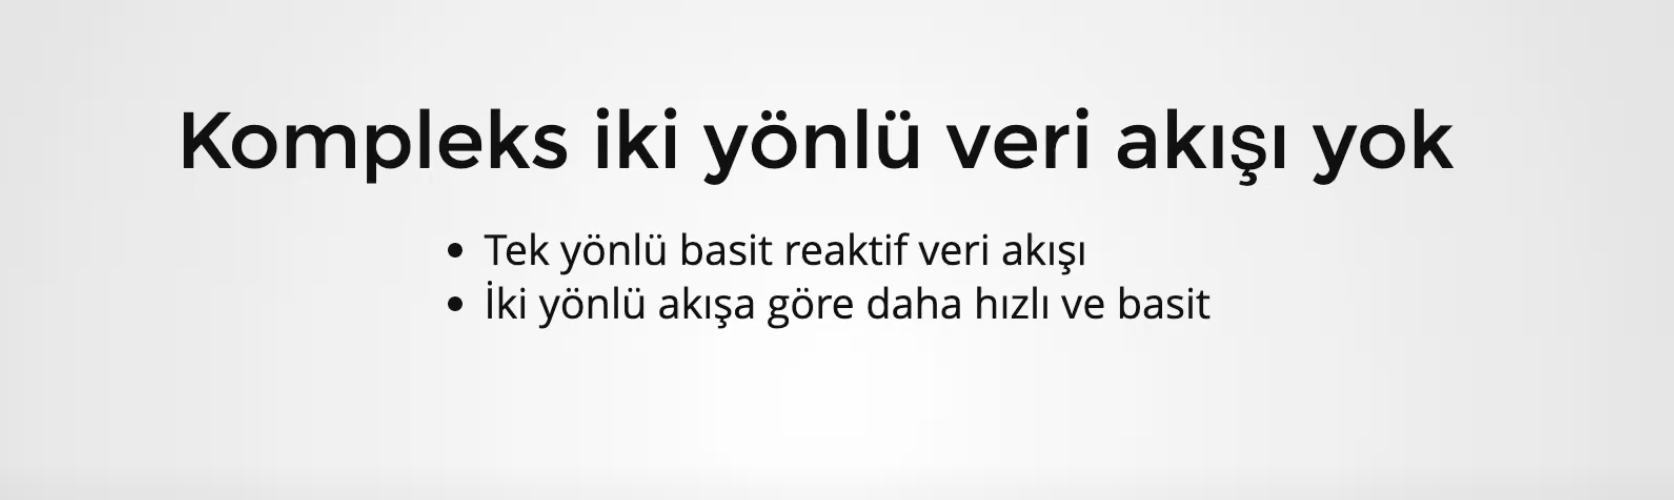 Kompleks iki yönlü veri akışı yok
• Tek yönlü basit reaktif veri akışı
• İki yönlü akışa göre daha hızlı ve basit